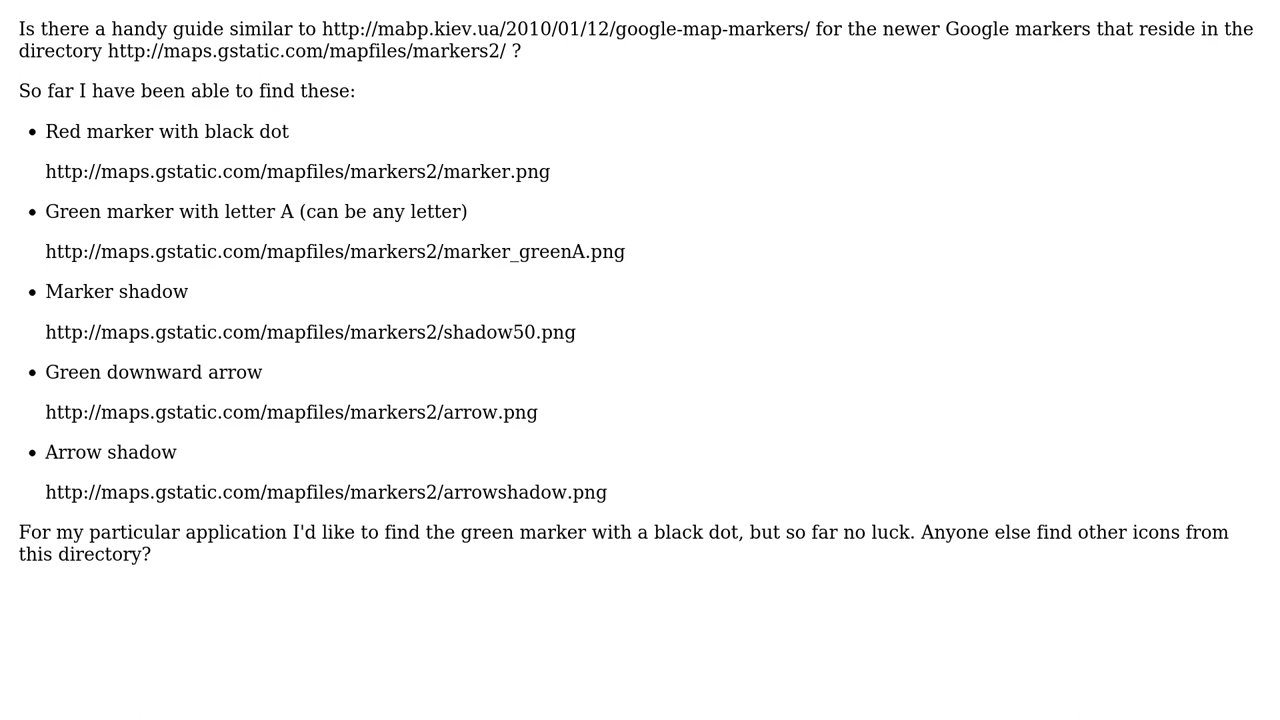 Is there a handy guide similar to http://mabp.kiev.ua/2010/01/12/google-map-markers/ for the newer Google markers that reside in the
directory http://maps.gstatic.com/mapfiles/markers2/ ?
So far I have been able to find these:
• Red marker with black dot
http://maps.gstatic.com/mapfiles/markers2/marker.png
• Green marker with letter A (can be any letter)
http://maps.gstatic.com/mapfiles/markers2/marker_greenA.png
• Marker shadow
http://maps.gstatic.com/mapfiles/markers2/shadow50.png
• Green downward arrow
http://maps.gstatic.com/mapfiles/markers2/arrow.png
• Arrow shadow
http://maps.gstatic.com/mapfiles/markers2/arrowshadow.png
For my particular application I'd like to find the green marker with a black dot, but so far no luck. Anyone else find other icons from
this directory?